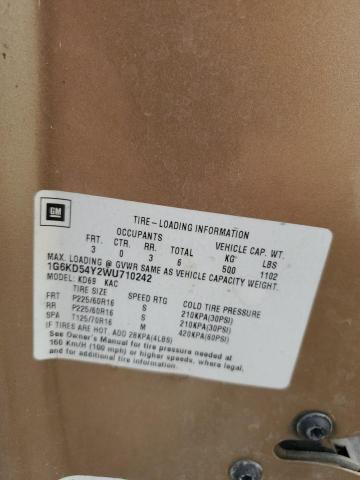 GM
TIRE-LOADING INFORMATION
OCCUPANTS VEHICLE CAP. WT.
FRT. CTR. RR. TOTAL KG LBS
3 0 3 6 500 1102
MAX. LOADING @ GVWR SAME AS VEHICLE CAPACITY WEIGHT.
1G6KD54Y2WU710242
MODEL: KD69 KAC
TIRE SIZE SPEED RTG COLD TIRE PRESSURE
FRT P225/60R16 S 210KPA(30PSI)
RR P225/60R16 S 210KPA(30PSI)
SPA T125/70R16 M 420KPA(60PSI)
IF TIRES ARE HOT, ADD 28KPA(4LBS)
See Owner's Manual for tire pressure needed at
160 Km/H (100 mph) or higher speeds, where legal,
and for additional information.